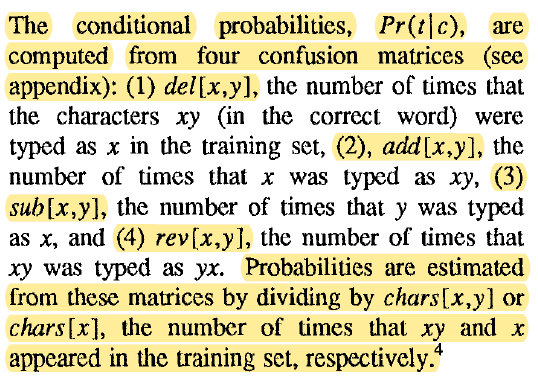 The conditional probabilities, Pr(t|c), are
computed from four confusion matrices (see
appendix): (1) del[x,y], the number of times that
the characters xy (in the correct word) were
typed as x in the training set, (2), add[x,y], the
number of times that x was typed as xy, (3)
sub[x,y], the number of times that y was typed
as x, and (4) rev[x,y], the number of times that
xy was typed as yx. Probabilities are estimated
from these matrices by dividing by chars[x,y] or
chars[x], the number of times that xy and x
appeared in the training set, respectively.4